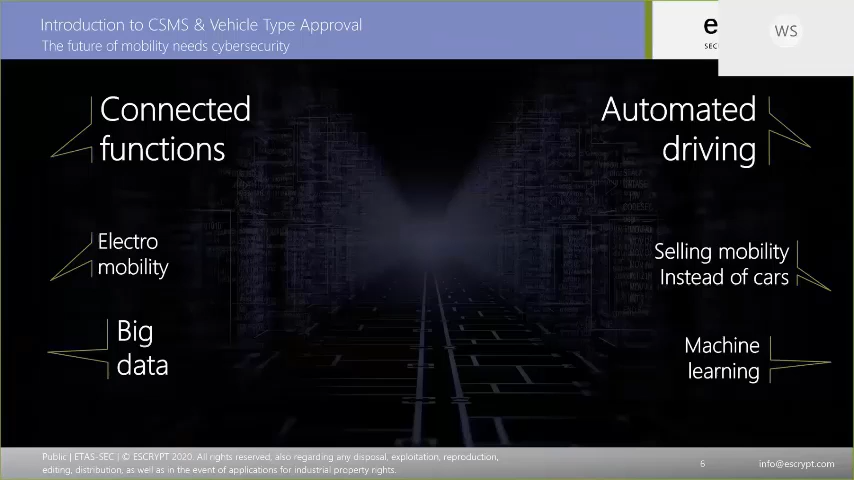 Introduction to CSMS & Vehicle Type Approval
The future of mobility needs cybersecurity
e
SEC
WS
Connected
functions
Automated
driving
Electro
mobility
Selling mobility
Instead of cars
Big
data
Machine
learning
Public | ETAS-SEC | © ESCRYPT 2020. All rights reserved, also regarding any disposal, exploitation, reproduction,
editing, distribution, as well as in the event of applications for industrial property rights.
6
info@escrypt.com